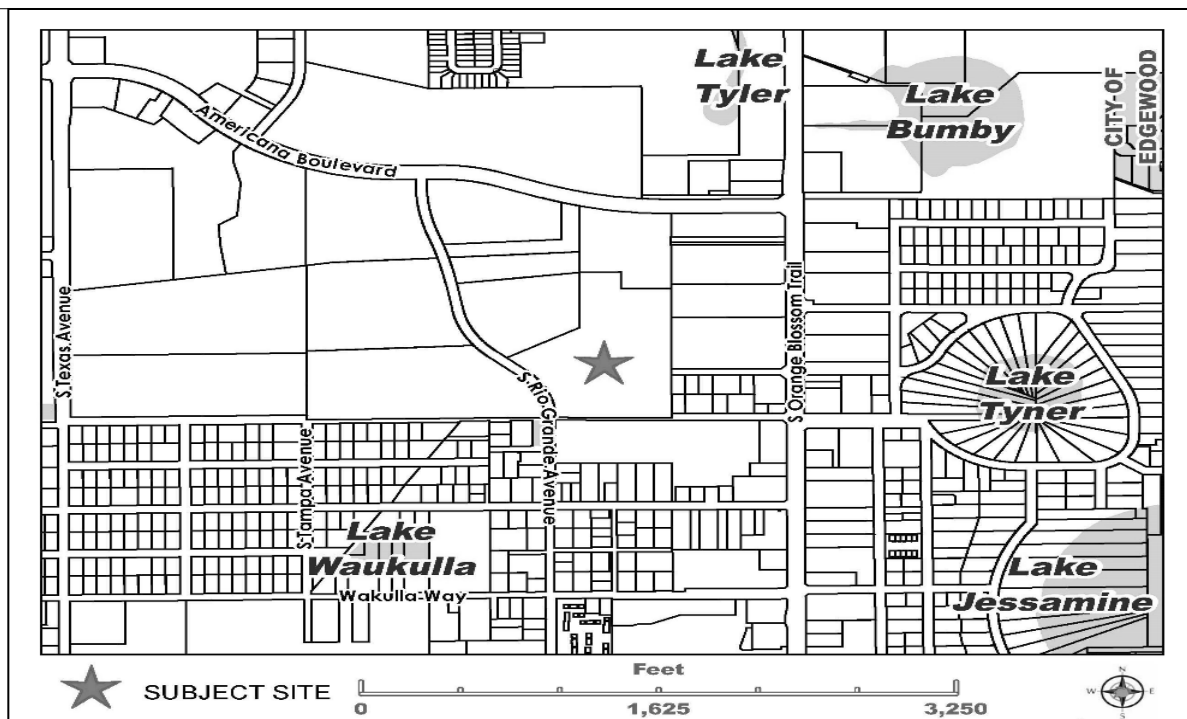 Lake
Tyler
Lake
Bumby
CITY OF
EDGEWOOD
Americana Boulevard
S Texas Avenue
S Orange Blossom Trail
S Rio Grande Avenue
Lake
Tyner
S Tampa Avenue
Lake
Waukulla
Wakulla Way
Lake
Jessamine
SUBJECT SITE
Feet
0 1,625 3,250
N
W E
S